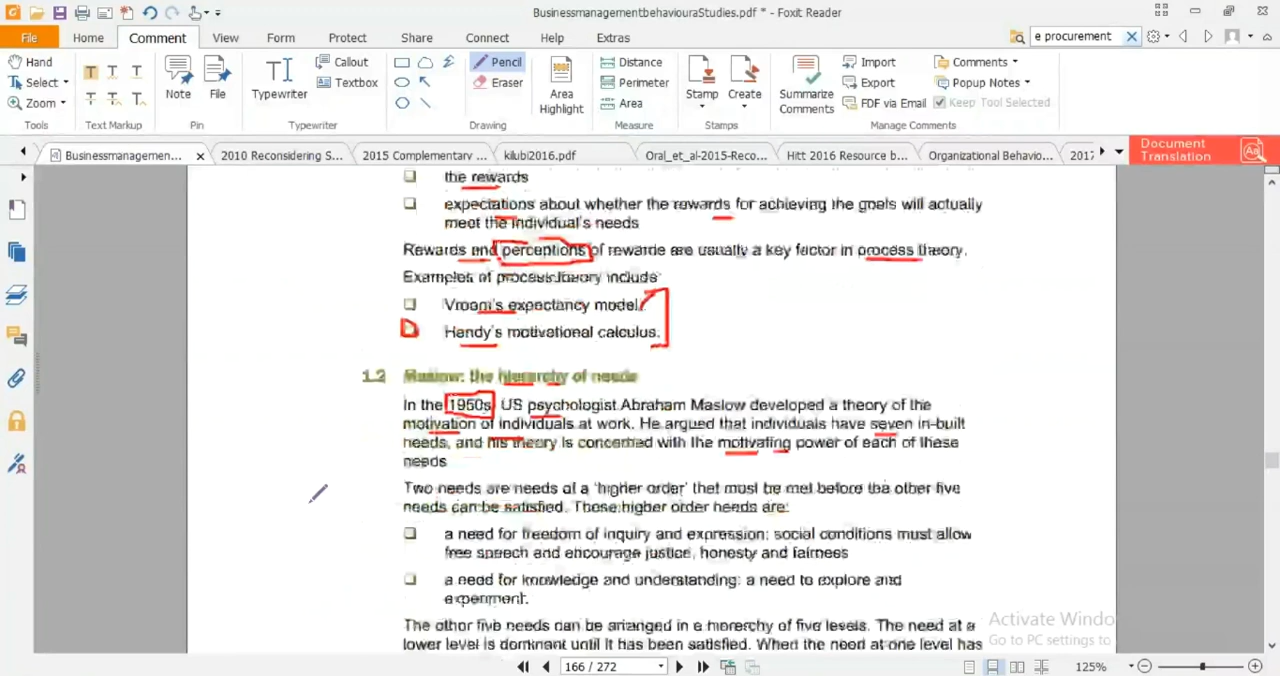 BusinessmanagementbehaviouraStudies.pdf * - Foxit Reader
File Home Comment View Form Protect Share Connect Help Extras e procurement
Hand Select Zoom Tools
T T T T T T Text Markup
Note File Pin
Typewriter Callout Textbox Typewriter
Pencil Eraser Area Highlight Drawing
Distance Perimeter Area Measure
Stamp Create Stamps
Summarize Comments Import Export FDF via Email Comments Popup Notes Keep Tool Selected Manage Comments
Businessmanagemen... 2010 Reconsidering S... 2015 Complementary ... kilubi2016.pdf Oral_et_al-2015-Reco... Hitt 2016 Resource b... Organizational Behavio... 2017
Document Translation
the rewards
expectations about whether the rewards for achieving the goals will actually
meet the individual's needs
Rewards and perceptions of rewards are usually a key factor in process theory.
Examples of process theory include
Vroom's expectancy model.
Handy's motivational calculus.
1.2 Maslow: the hierarchy of needs
In the 1950s, US psychologist Abraham Maslow developed a theory of the
motivation of individuals at work. He argued that individuals have seven in-built
needs, and his theory is concerned with the motivating power of each of these
needs
Two needs are needs of a 'higher order' that must be met before the other five
needs can be satisfied. These higher order needs are:
a need for freedom of inquiry and expression: social conditions must allow
free speech and encourage justice, honesty and fairness
a need for knowledge and understanding: a need to explore and
experiment.
The other five needs can be arranged in a hierarchy of five levels. The need at a
lower level is dominant until it has been satisfied. When the need at one level has
Activate Windo
Go to PC settings to
166 / 272
125%